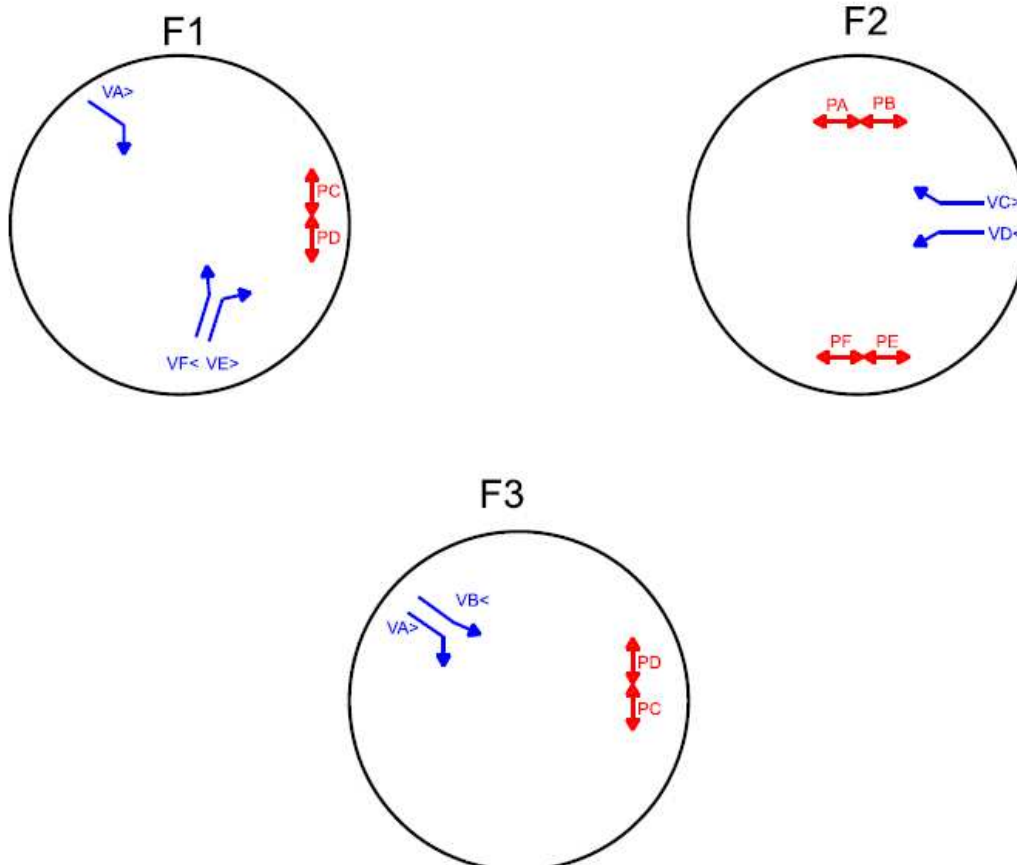 F1
F2
VA>
PA PB
PC
PD
VC>
VD<
VF< VE>
PF PE
F3
VB<
VA>
PD
PC